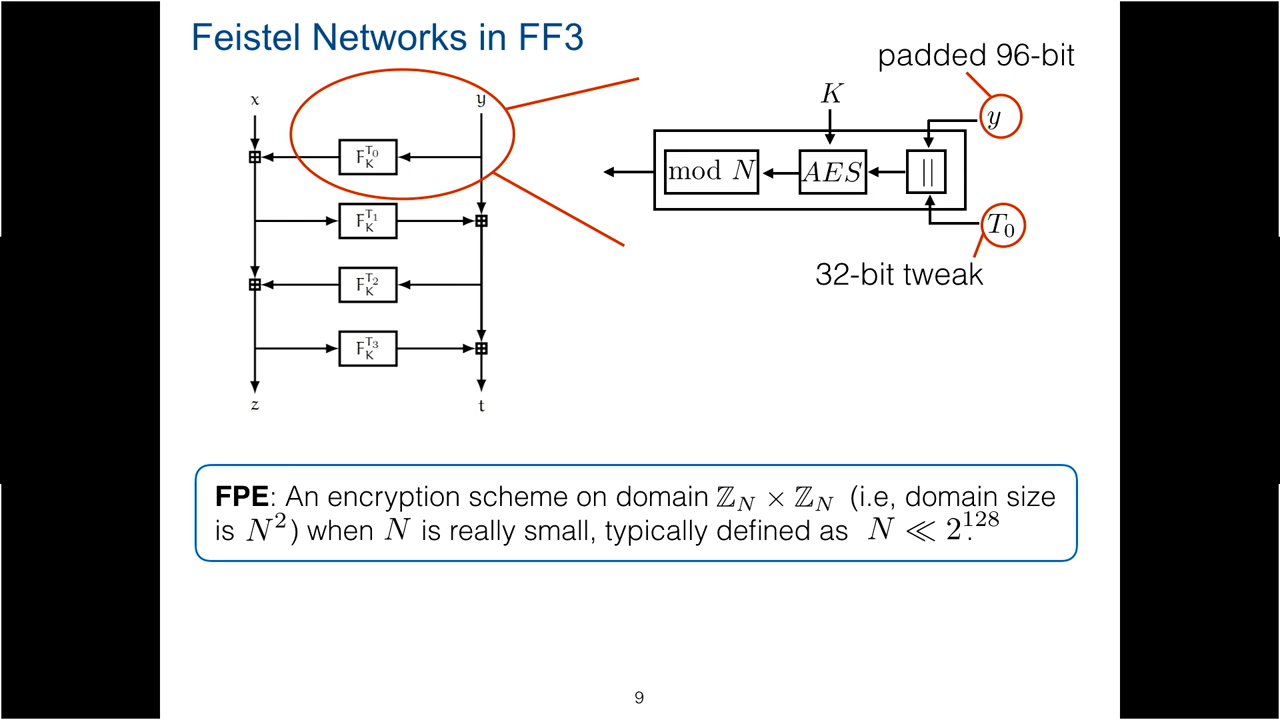 Feistel Networks in FF3
padded 96-bit
x
y
K
y
F_K^{T_0}
mod N
AES
||
F_K^{T_1}
T_0
32-bit tweak
F_K^{T_2}
F_K^{T_3}
z
t
FPE: An encryption scheme on domain ℤ_N × ℤ_N (i.e, domain size
is N^2) when N is really small, typically defined as N ≪ 2^{128}.
9